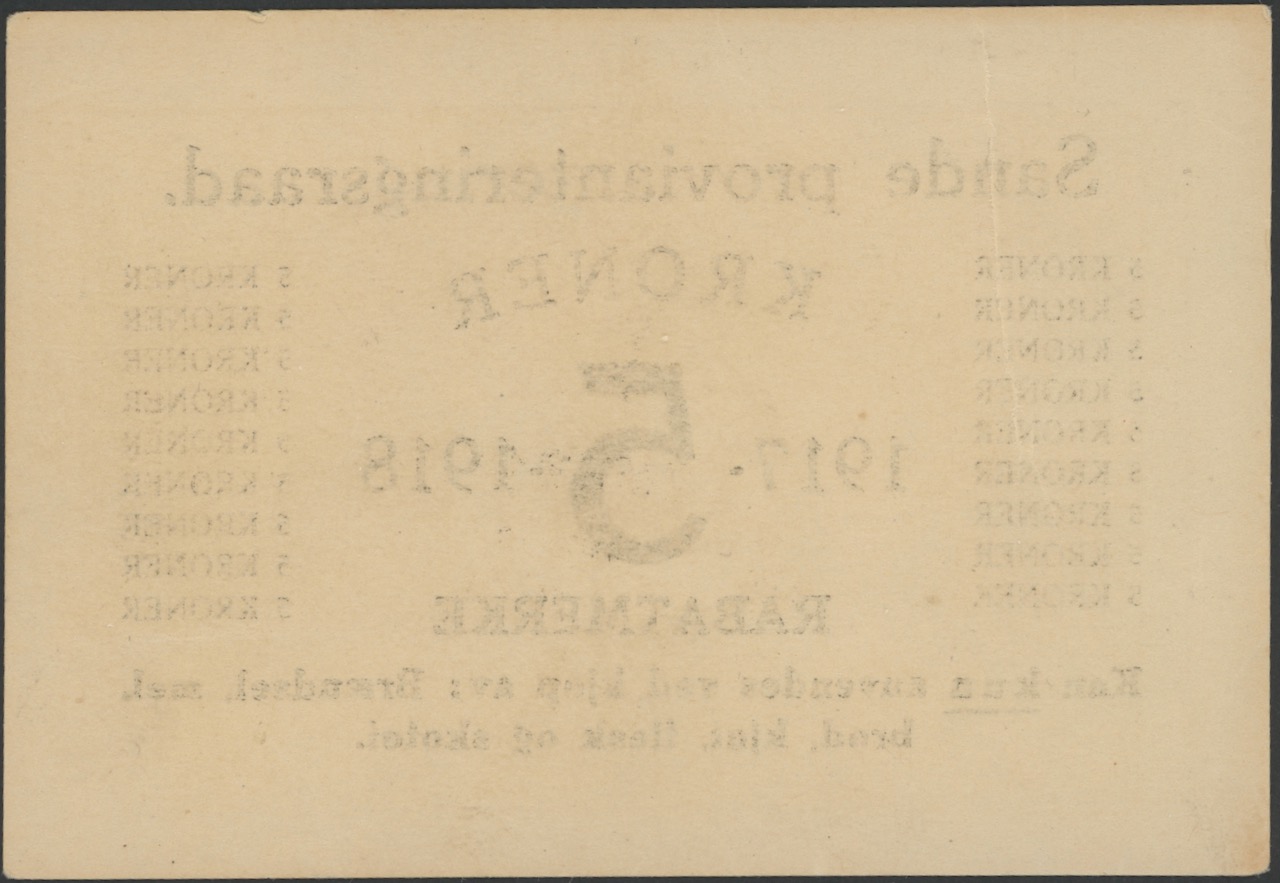 Sande provianteringsraad.
KRONER
5 KRONER 5 KRONER
5 KRONER 5 KRONER
5 KRONER 5 KRONER
5 KRONER 5 KRONER
5 KRONER 5 KRONER
5 KRONER 5 KRONER
5 KRONER 5 KRONER
5 KRONER 5 KRONER
5 KRONER 5 KRONER
1917 - 5 - 1918
RABATMERKE
Kan kun anvendes ved kjøp av: Brændsel, mel,
brød, kjøt, flesk og skotøi.